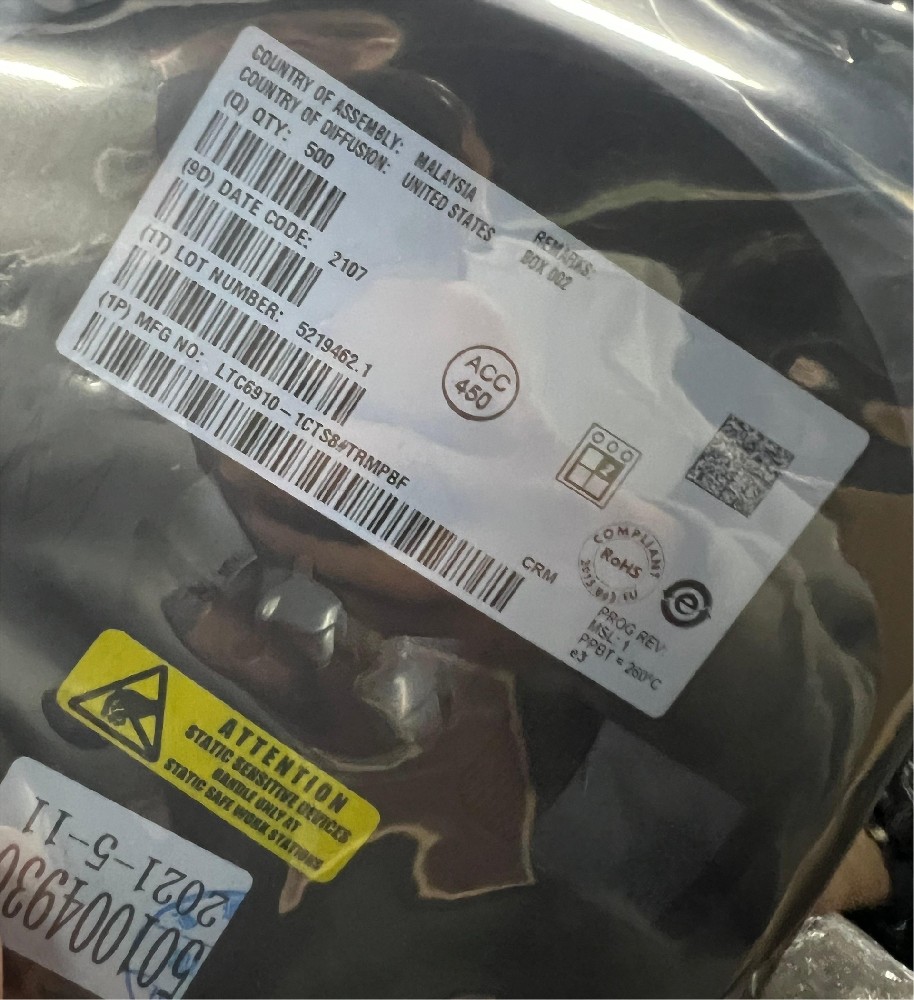 COUNTRY OF ASSEMBLY: MALAYSIA
COUNTRY OF DIFFUSION: UNITED STATES
(Q) QTY: 500
REMARKS:
BOX 002
(9D) DATE CODE: 2107
(1T) LOT NUMBER: 5219462.1
(1P) MFG NO: LTC6910-1CTS8#TRMPBF
ACC
450
2
CRM
COMPLIANT
RoHS
EU
e
PROG REV:
MSL: 1
PPBT = 260°C
e3
ATTENTION
STATIC SENSITIVE DEVICES
HANDLE ONLY AT
STATIC SAFE WORK STATIONS
2021-5-11